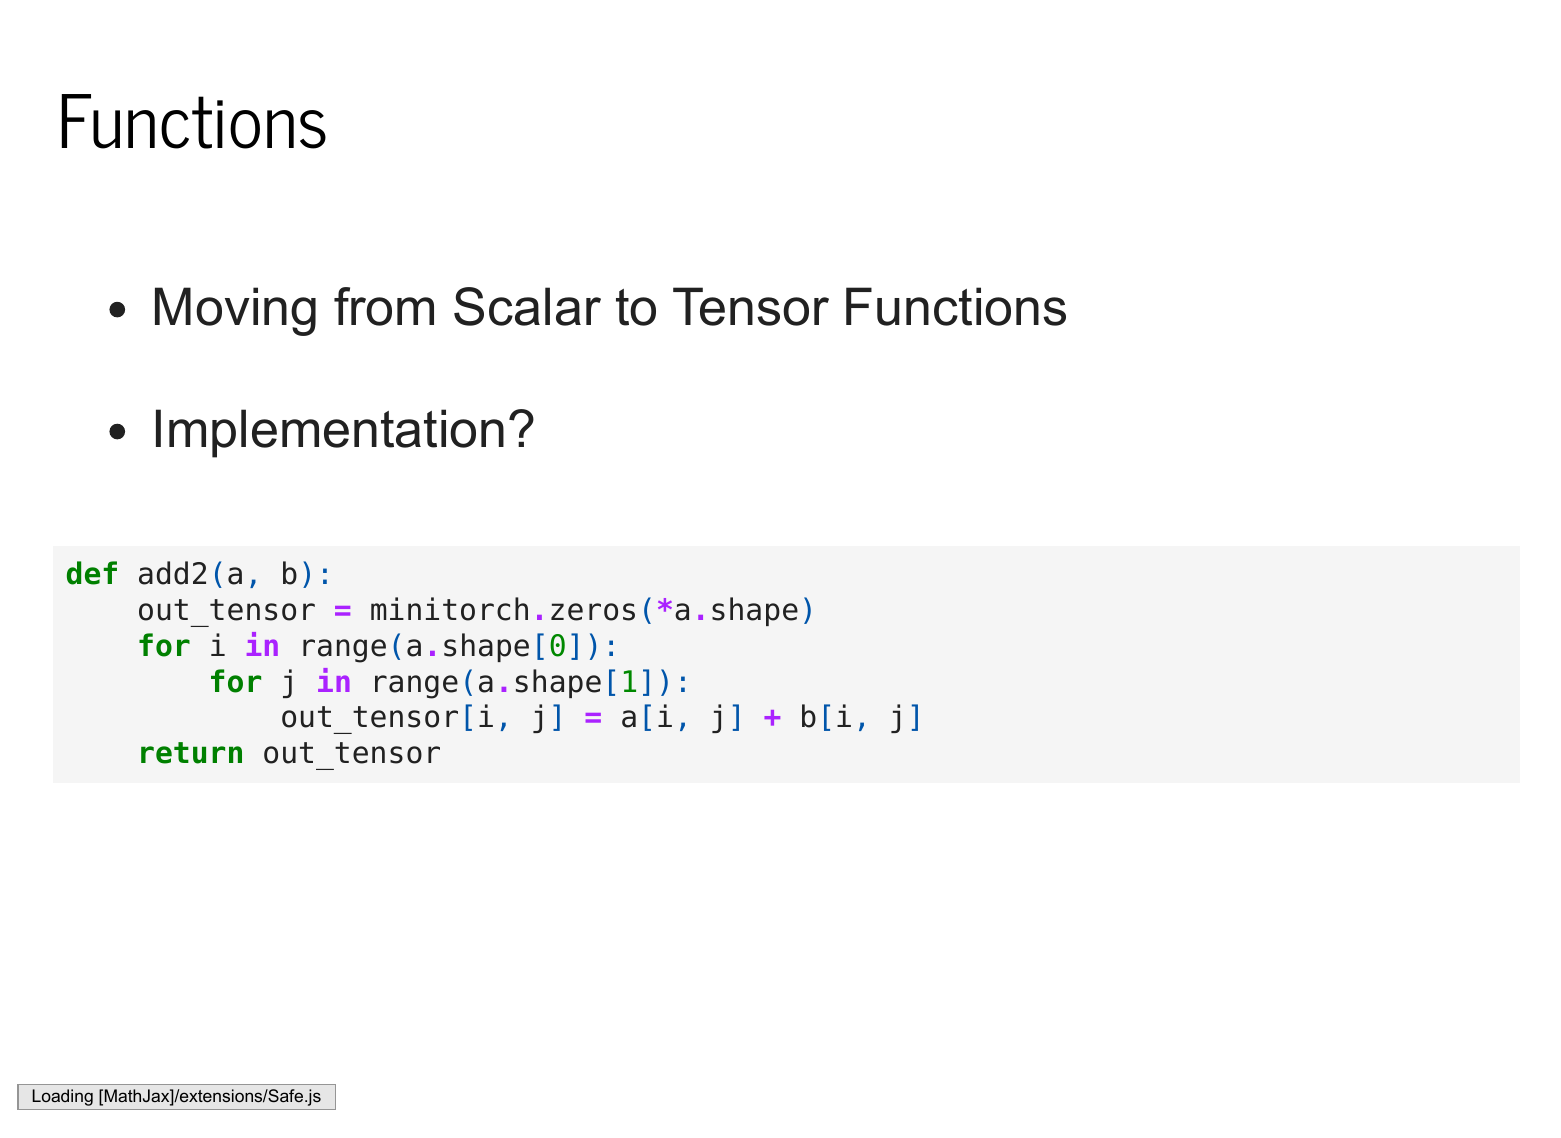 Functions
• Moving from Scalar to Tensor Functions
• Implementation?
def add2(a, b):
    out_tensor = minitorch.zeros(*a.shape)
    for i in range(a.shape[0]):
        for j in range(a.shape[1]):
            out_tensor[i, j] = a[i, j] + b[i, j]
    return out_tensor
Loading [MathJax]/extensions/Safe.js